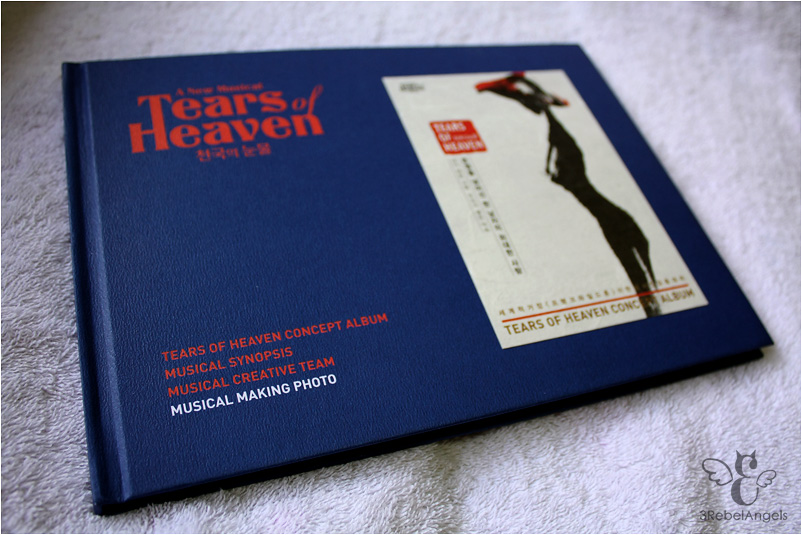 A New Musical
Tears of
Heaven
천국의 눈물
TEARS
OF
HEAVEN
TEARS OF HEAVEN CONCEPT ALBUM
TEARS OF HEAVEN CONCEPT ALBUM
MUSICAL SYNOPSIS
MUSICAL CREATIVE TEAM
MUSICAL MAKING PHOTO
3RebelAngels